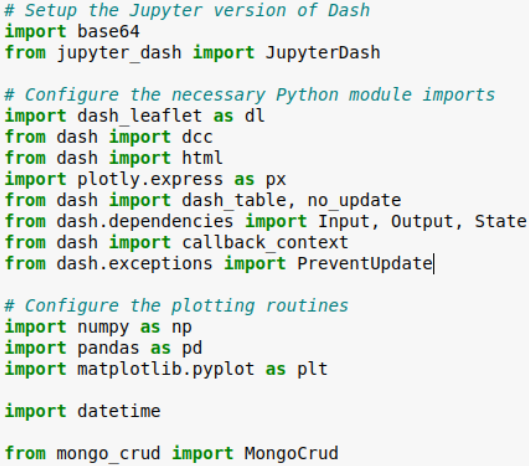 # Setup the Jupyter version of Dash
import base64
from jupyter_dash import JupyterDash
# Configure the necessary Python module imports
import dash_leaflet as dl
from dash import dcc
from dash import html
import plotly.express as px
from dash import dash_table, no_update
from dash.dependencies import Input, Output, State
from dash import callback_context
from dash.exceptions import PreventUpdate
# Configure the plotting routines
import numpy as np
import pandas as pd
import matplotlib.pyplot as plt
import datetime
from mongo_crud import MongoCrud